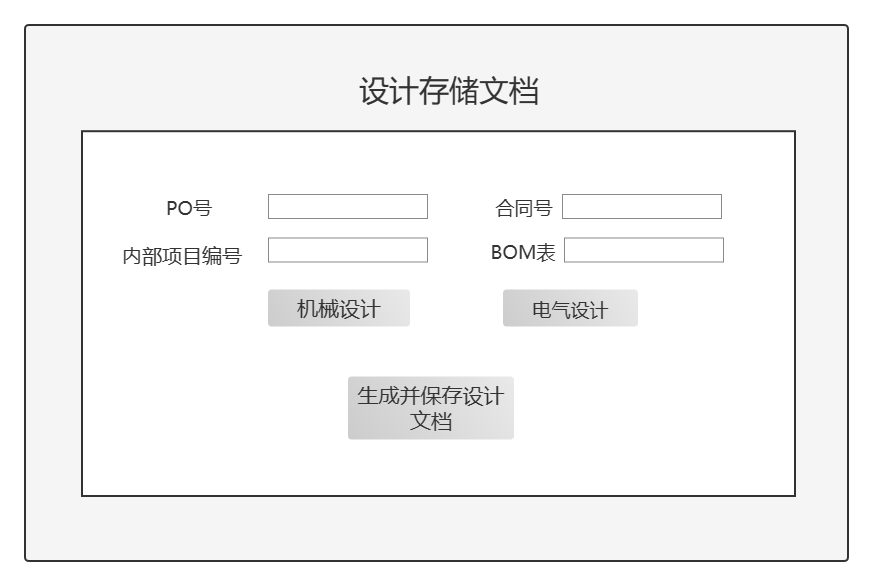 设计存储文档
PO号
合同号
内部项目编号
BOM表
机械设计
电气设计
生成并保存设计
文档